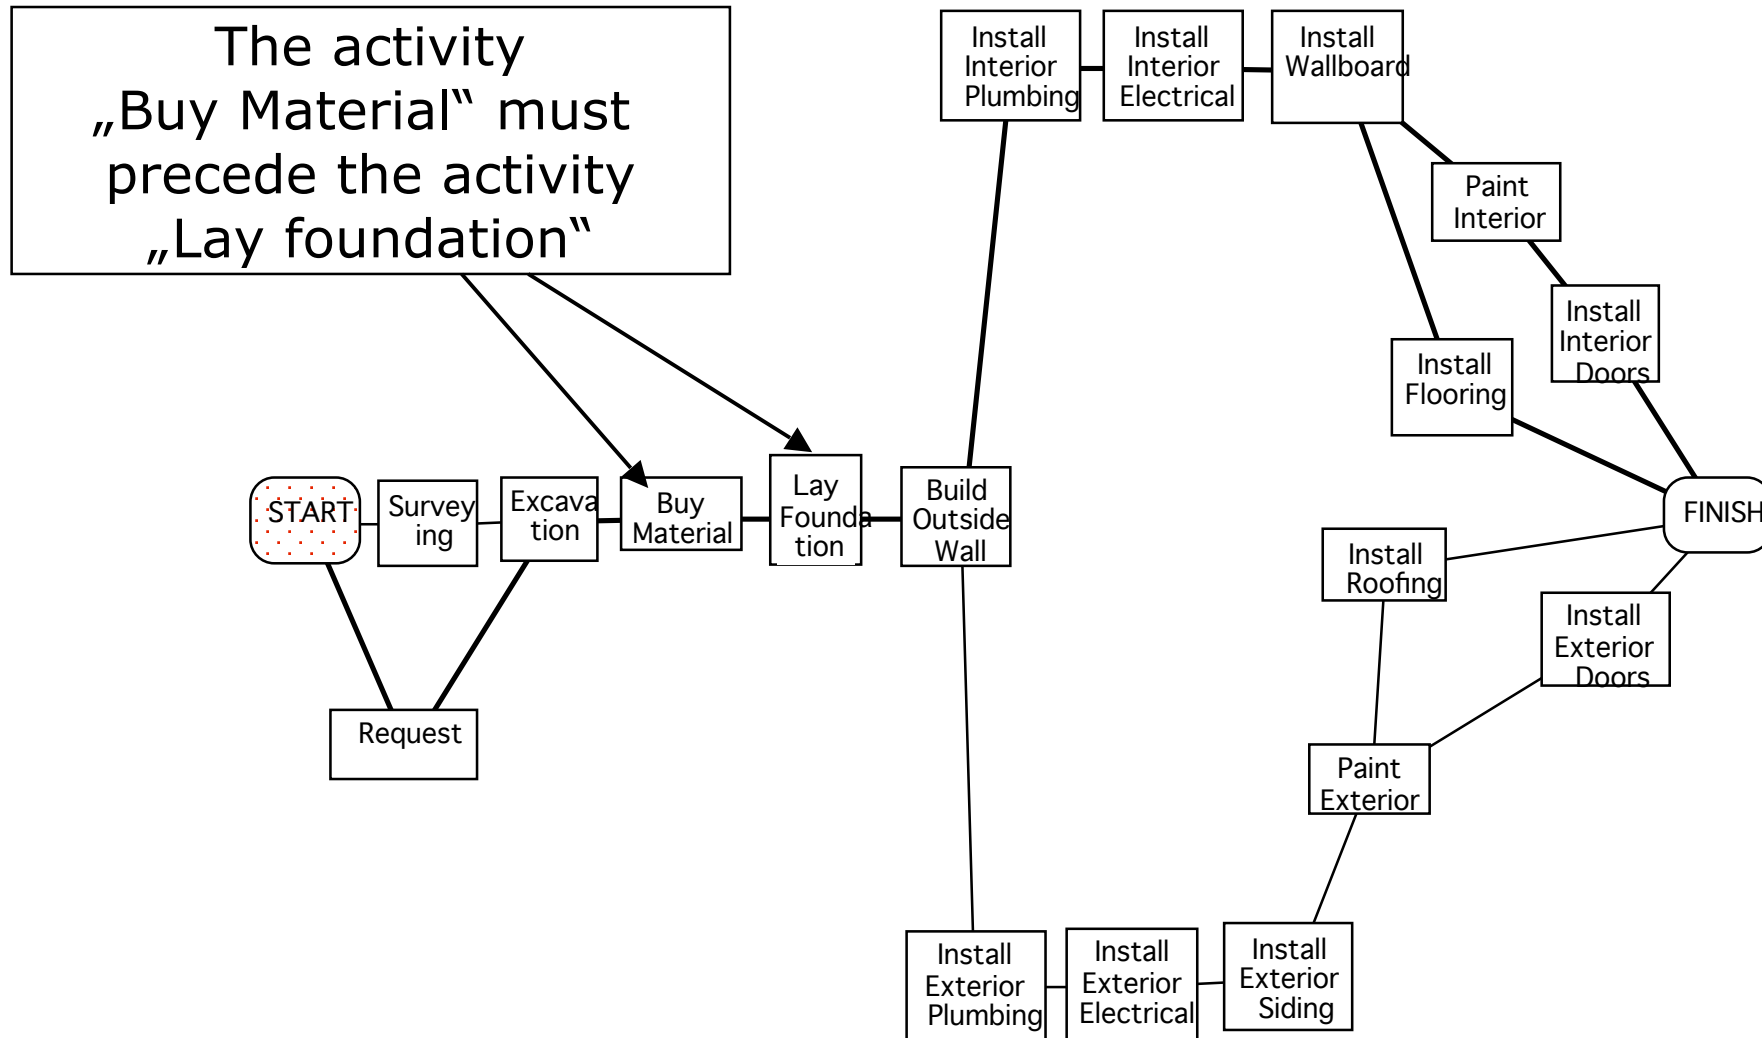 The activity
„Buy Material“ must
precede the activity
„Lay foundation“
Install
Interior
Plumbing
Install
Interior
Electrical
Install
Wallboard
Paint
Interior
Install
Interior
Doors
Install
Flooring
START
Survey
ing
Excava
tion
Buy
Material
Lay
Founda
tion
Build
Outside
Wall
FINISH
Install
Roofing
Install
Exterior
Doors
Request
Paint
Exterior
Install
Exterior
Plumbing
Install
Exterior
Electrical
Install
Exterior
Siding